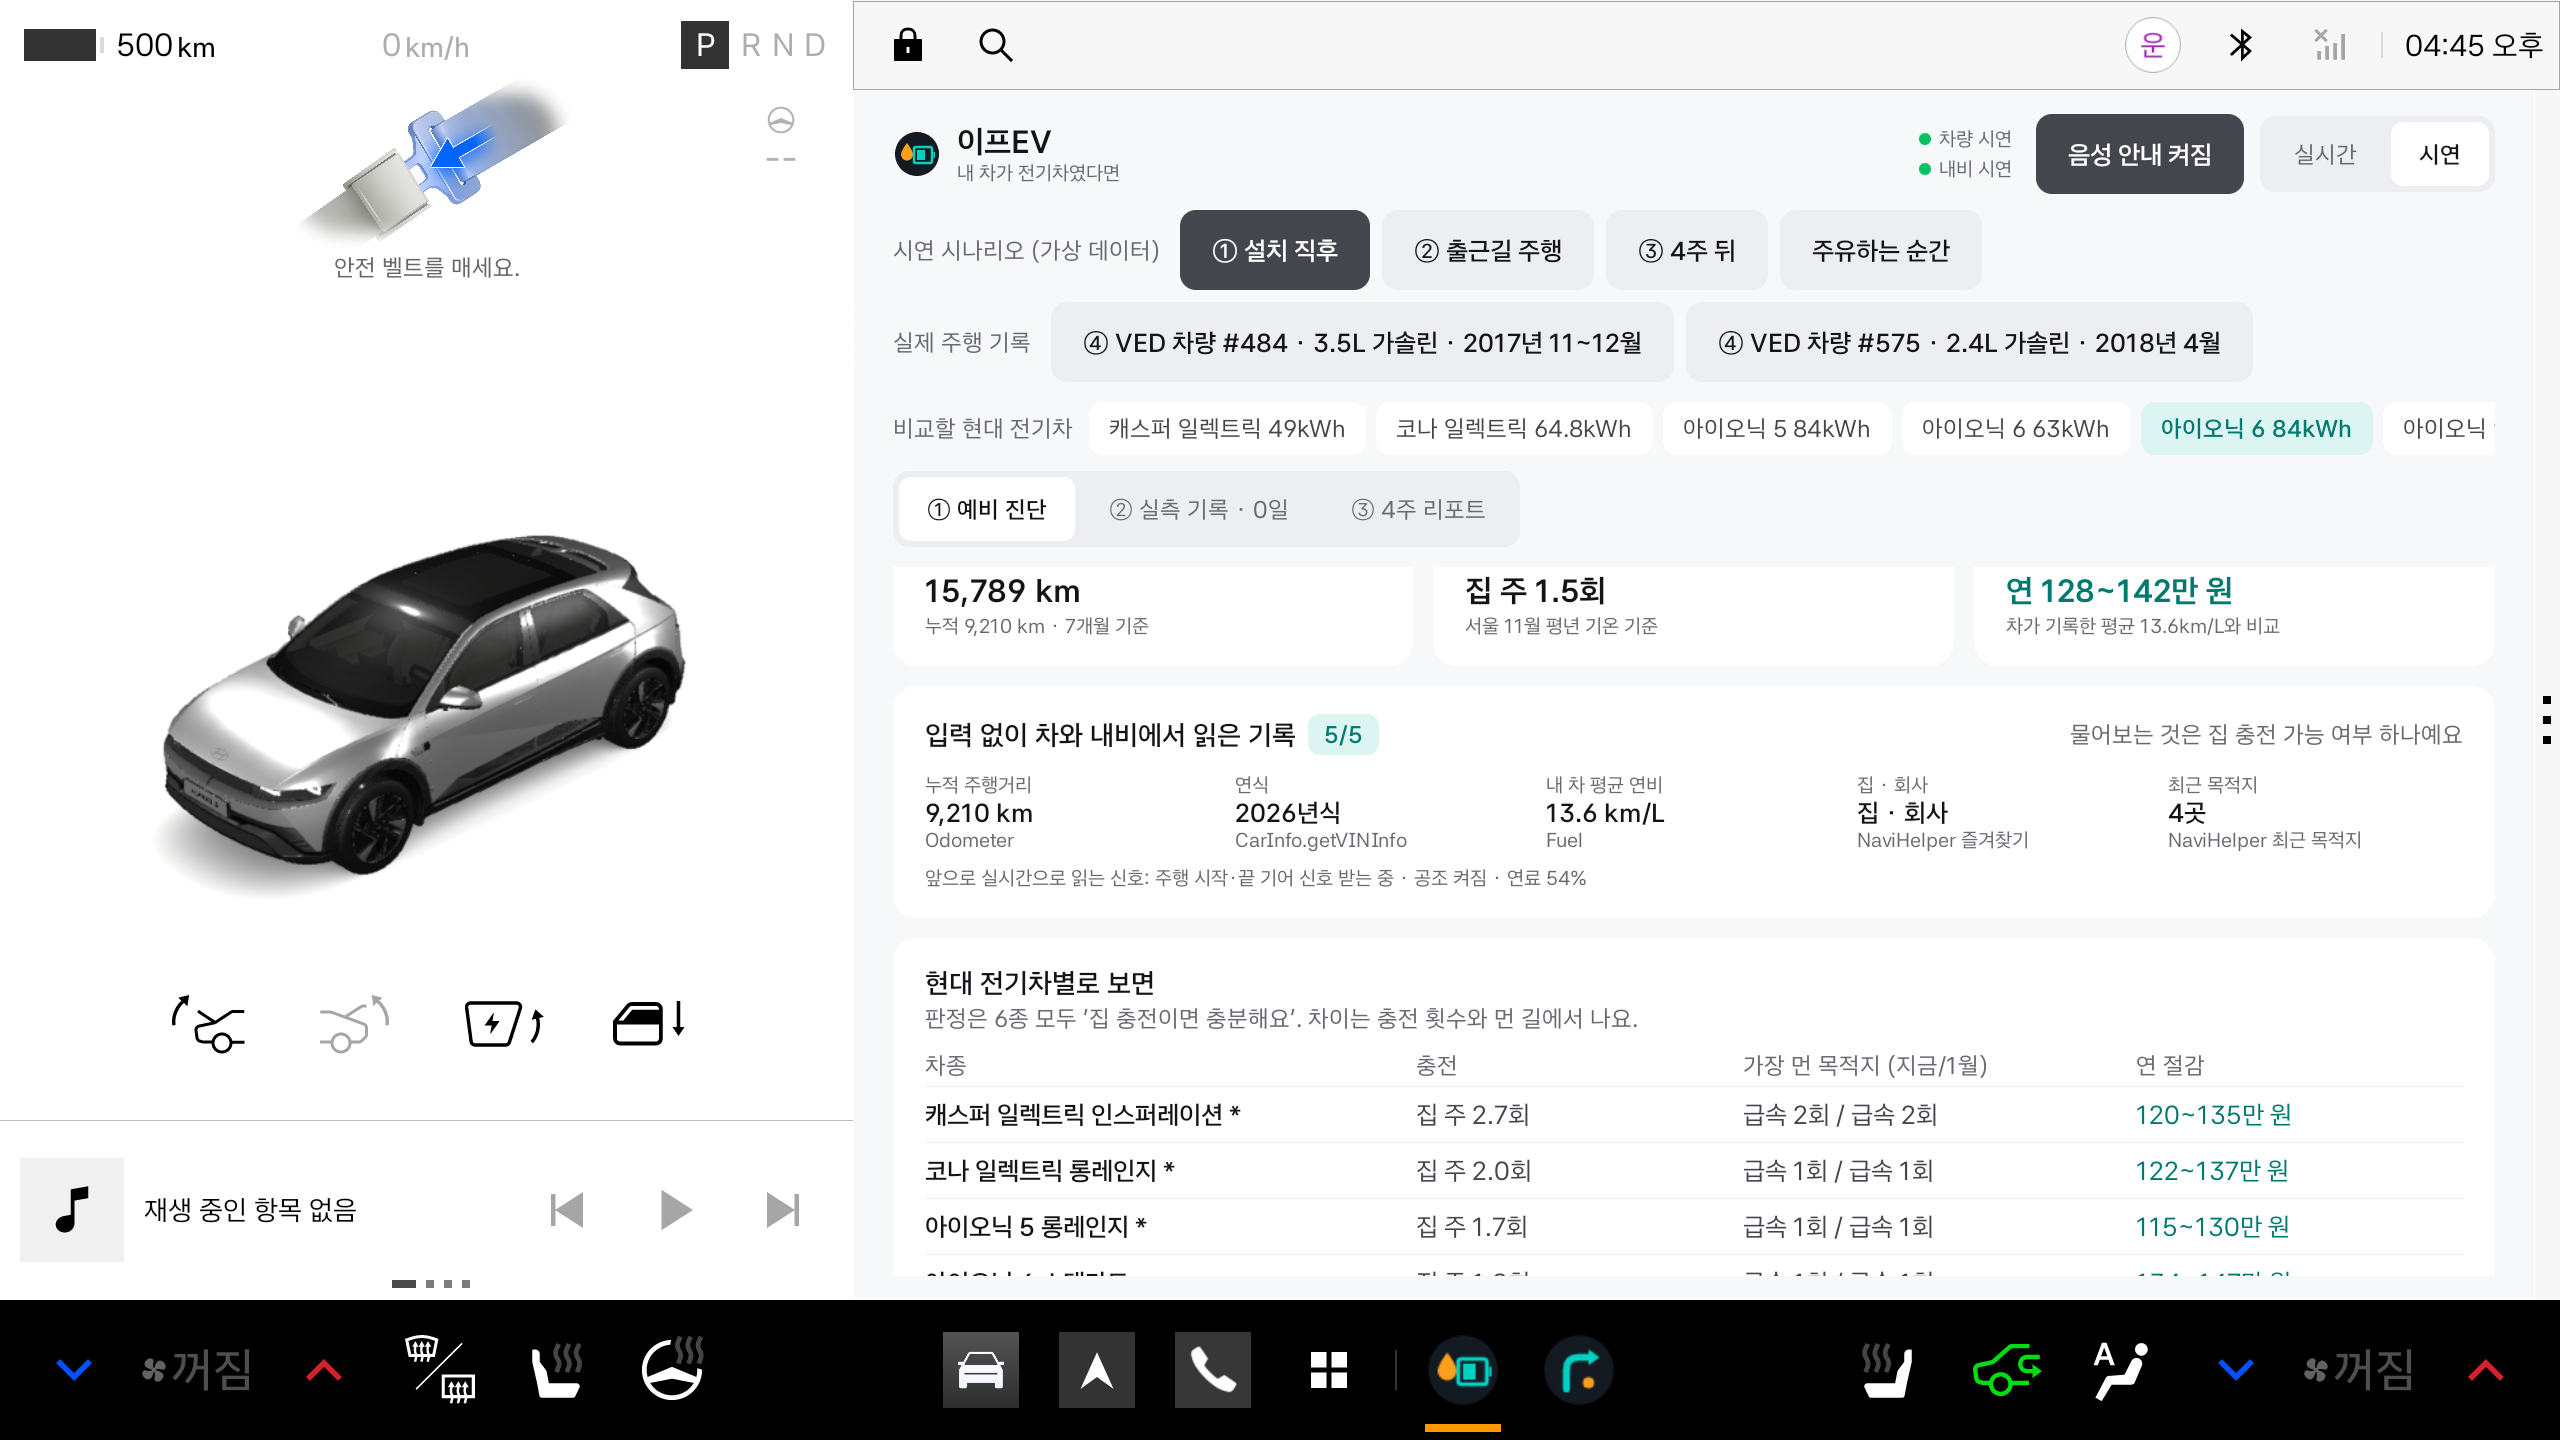 500 km
0 km/h
P R N D
안전 벨트를 매세요.
재생 중인 항목 없음
운
04:45 오후
이프EV
내 차가 전기차였다면
차량 시연
내비 시연
음성 안내 켜짐
실시간
시연
시연 시나리오 (가상 데이터)
① 설치 직후
② 출근길 주행
③ 4주 뒤
주유하는 순간
실제 주행 기록
④ VED 차량 #484 · 3.5L 가솔린 · 2017년 11~12월
④ VED 차량 #575 · 2.4L 가솔린 · 2018년 4월
비교할 현대 전기차
캐스퍼 일렉트릭 49kWh
코나 일렉트릭 64.8kWh
아이오닉 5 84kWh
아이오닉 6 63kWh
아이오닉 6 84kWh
아이오닉
① 예비 진단
② 실측 기록 · 0일
③ 4주 리포트
15,789 km
누적 9,210 km · 7개월 기준
집 주 1.5회
서울 11월 평년 기온 기준
연 128~142만 원
차가 기록한 평균 13.6km/L와 비교
입력 없이 차와 내비에서 읽은 기록
5/5
물어보는 것은 집 충전 가능 여부 하나예요
누적 주행거리
9,210 km
Odometer
연식
2026년식
CarInfo.getVINInfo
내 차 평균 연비
13.6 km/L
Fuel
집 · 회사
집 · 회사
NaviHelper 즐겨찾기
최근 목적지
4곳
NaviHelper 최근 목적지
앞으로 실시간으로 읽는 신호: 주행 시작·끝 기어 신호 받는 중 · 공조 켜짐 · 연료 54%
현대 전기차별로 보면
판정은 6종 모두 '집 충전이면 충분해요'. 차이는 충전 횟수와 먼 길에서 나요.
차종 충전 가장 먼 목적지 (지금/1월) 연 절감
캐스퍼 일렉트릭 인스퍼레이션 * 집 주 2.7회 급속 2회 / 급속 2회 120~135만 원
코나 일렉트릭 롱레인지 * 집 주 2.0회 급속 1회 / 급속 1회 122~137만 원
아이오닉 5 롱레인지 * 집 주 1.7회 급속 1회 / 급속 1회 115~130만 원
꺼짐
A
꺼짐